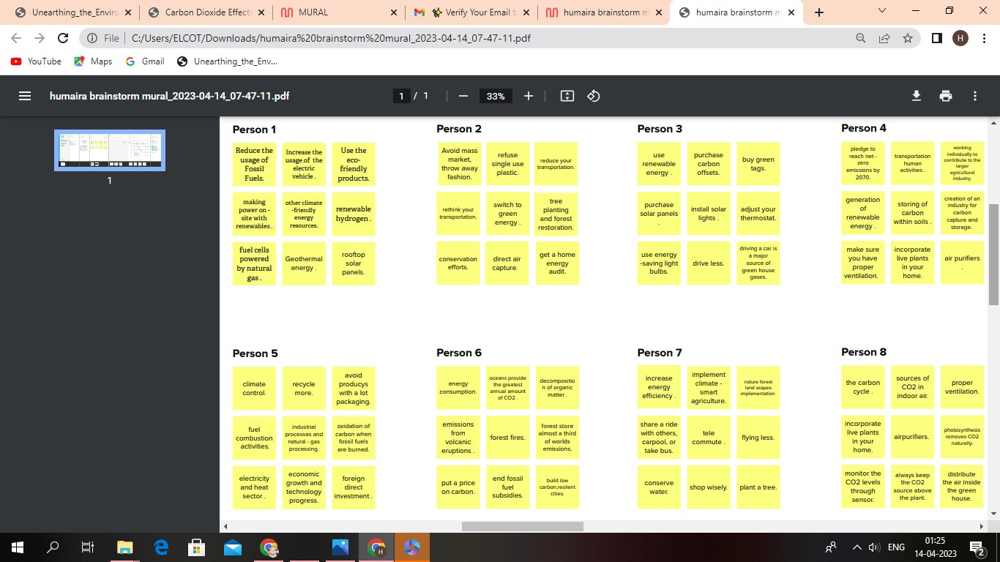 Unearthing_the_Enviro
Carbon Dioxide Effects
MURAL
Verify Your Email t
humaira brainstorm m
humaira brainstorm m
File
C:/Users/ELCOT/Downloads/humaira%20brainstorm%20mural_2023-04-14_07-47-11.pdf
H
YouTube
Maps
Gmail
Unearthing_the_Env...
humaira brainstorm mural_2023-04-14_07-47-11.pdf
1 / 1
33%
1
Person 1
Reduce the
usage of
Fossil
Fuels.
Increase the
usage of the
electric
vehicle .
Use the
eco-
friendly
products.
making
power on -
site with
renewables .
other climate
-friendly
energy
resources.
renewable
hydrogen .
fuel cells
powered
by natural
gas .
Geothermal
energy .
rooftop
solar
panels.
Person 2
Avoid mass
market,
throw away
fashion.
refuse
single use
plastic.
reduce your
transportation.
rethink your
transportation.
switch to
green
energy .
tree
planting
and forest
restoration.
conservation
efforts.
direct air
capture.
get a home
energy
audit.
Person 3
use
renewable
energy .
purchase
carbon
offsets.
buy green
tags.
purchase
solar panels
.
install solar
lights .
adjust your
thermostat.
use energy
-saving light
bulbs.
drive less.
driving a car is
a major
source of
green house
gases.
Person 4
pledge to
reach net -
zero
emissions by
2070.
transportation
human
activities .
working
individually to
contribute to the
larger
agricultural
industry.
generation
of
renewable
energy .
storing of
carbon
within soils .
creation of an
industry for
carbon
capture and
storage.
make sure
you have
proper
ventilation.
incorporate
live plants
in your
home.
air purifiers
.
Person 5
climate
control.
recycle
more.
avoid
producys
with a lot
packaging.
fuel
combustion
activities.
industrial
processes and
natural - gas
processing.
oxidation of
carbon when
fossil fuels
are burned.
electricity
and heat
sector .
economic
growth and
technology
progress.
foreign
direct
investment .
Person 6
energy
consumption.
oceans provide
the greatest
annual amount
of CO2 .
decompositio
n of organic
matter .
emissions
from
volcanic
eruptions .
forest fires.
forest store
almost a third
of worlds
emissions.
put a price
on carbon.
end fossil
fuel
subsidies.
build low
carbon,resilent
cities.
Person 7
increase
energy
efficiency .
implement
climate -
smart
agriculture.
nature forest
land scapes
implementation.
share a ride
with others,
carpool, or
take bus.
tele
commute .
flying less.
conserve
water.
shop wisely.
plant a tree.
Person 8
the carbon
cycle .
sources of
CO2 in
indoor air.
proper
ventilation.
incorporate
live plants
in your
home.
airpurifiers.
photosynthesis
removes CO2
naturally.
monitor the
CO2 levels
through
sensor.
always keep
the CO2
source above
the plant.
distribute
the air inside
the green
house.
ENG
01:25
14-04-2023
2